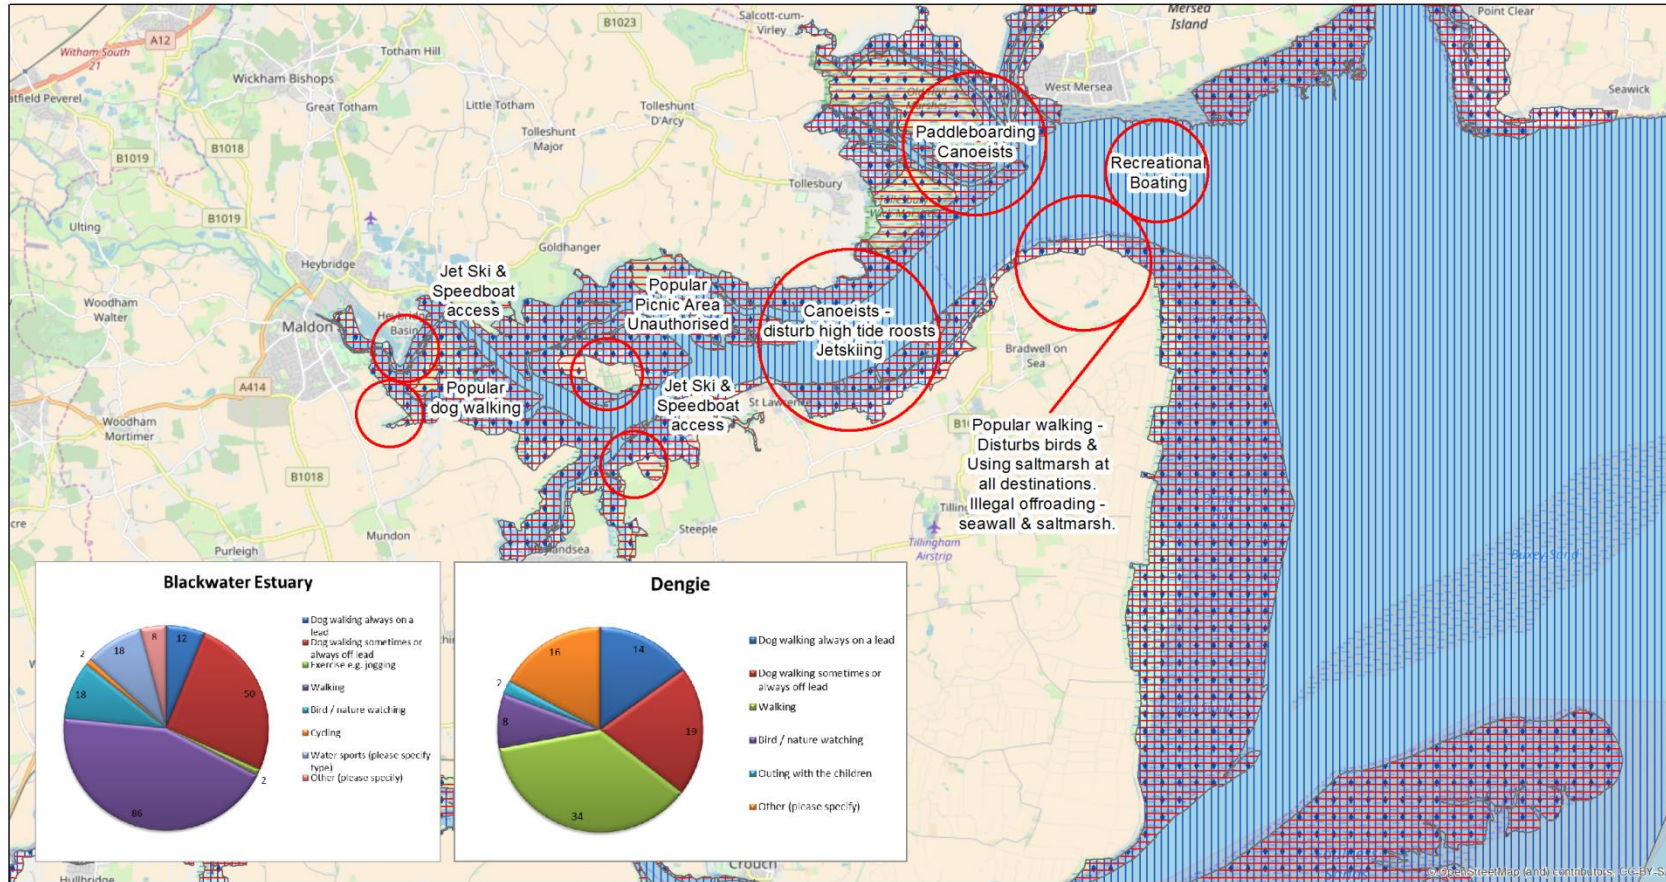 B1023
Salcott-cum-
Virley
Mersea
Island
Point Clear
Witham South
21
A12
Totham Hill
Wickham Bishops
Great Totham
Little Totham
Tolleshunt
D'Arcy
West Mersea
Seawick
B1019
B1018
Tolleshunt
Major
Tollesbury
Paddleboarding
Canoeists
Recreational
Boating
B1026
B1019
Ulting
Goldhanger
Heybridge
Jet Ski &
Speedboat
access
Popular
Picnic Area
Unauthorised
Canoeists -
disturb high tide roosts
Jetskiing
Woodham
Walter
Maldon
Heybridge
Basin
Bradwell on
Sea
A414
Popular
dog walking
Jet Ski &
Speedboat
access
St Lawrence
Woodham
Mortimer
B1018
Popular walking -
Disturbs birds &
Using saltmarsh at
all destinations.
Illegal offroading -
seawall & saltmarsh.
Steeple
Mundon
Purleigh
Tillingham
Airstrip
Buxey Sand
Blackwater Estuary
12
50
2
86
18
2
18
8
Dog walking always on a
lead
Dog walking sometimes or
always off lead
Exercise e.g. jogging
Walking
Bird / nature watching
Cycling
Water sports (please specify
type)
Other (please specify)
Dengie
14
19
34
8
2
16
Dog walking always on a lead
Dog walking sometimes or
always off lead
Walking
Bird / nature watching
Outing with the children
Other (please specify)
Hullbridge
Crouch
© OpenStreetMap (and) contributors, CC-BY-S